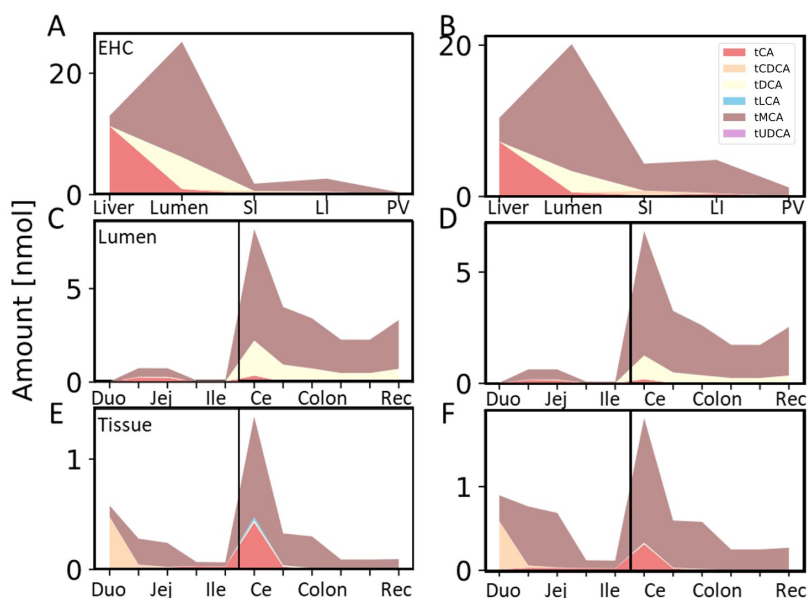 A
EHC
20
0
Liver Lumen SI LI PV
B
20
0
Liver Lumen SI LI PV
tCA
tCDCA
tDCA
tLCA
tMCA
tUDCA
Amount [nmol]
C
Lumen
5
0
Duo Jej Ile Ce Colon Rec
D
5
0
Duo Jej Ile Ce Colon Rec
E
Tissue
1
0
Duo Jej Ile Ce Colon Rec
F
1
0
Duo Jej Ile Ce Colon Rec